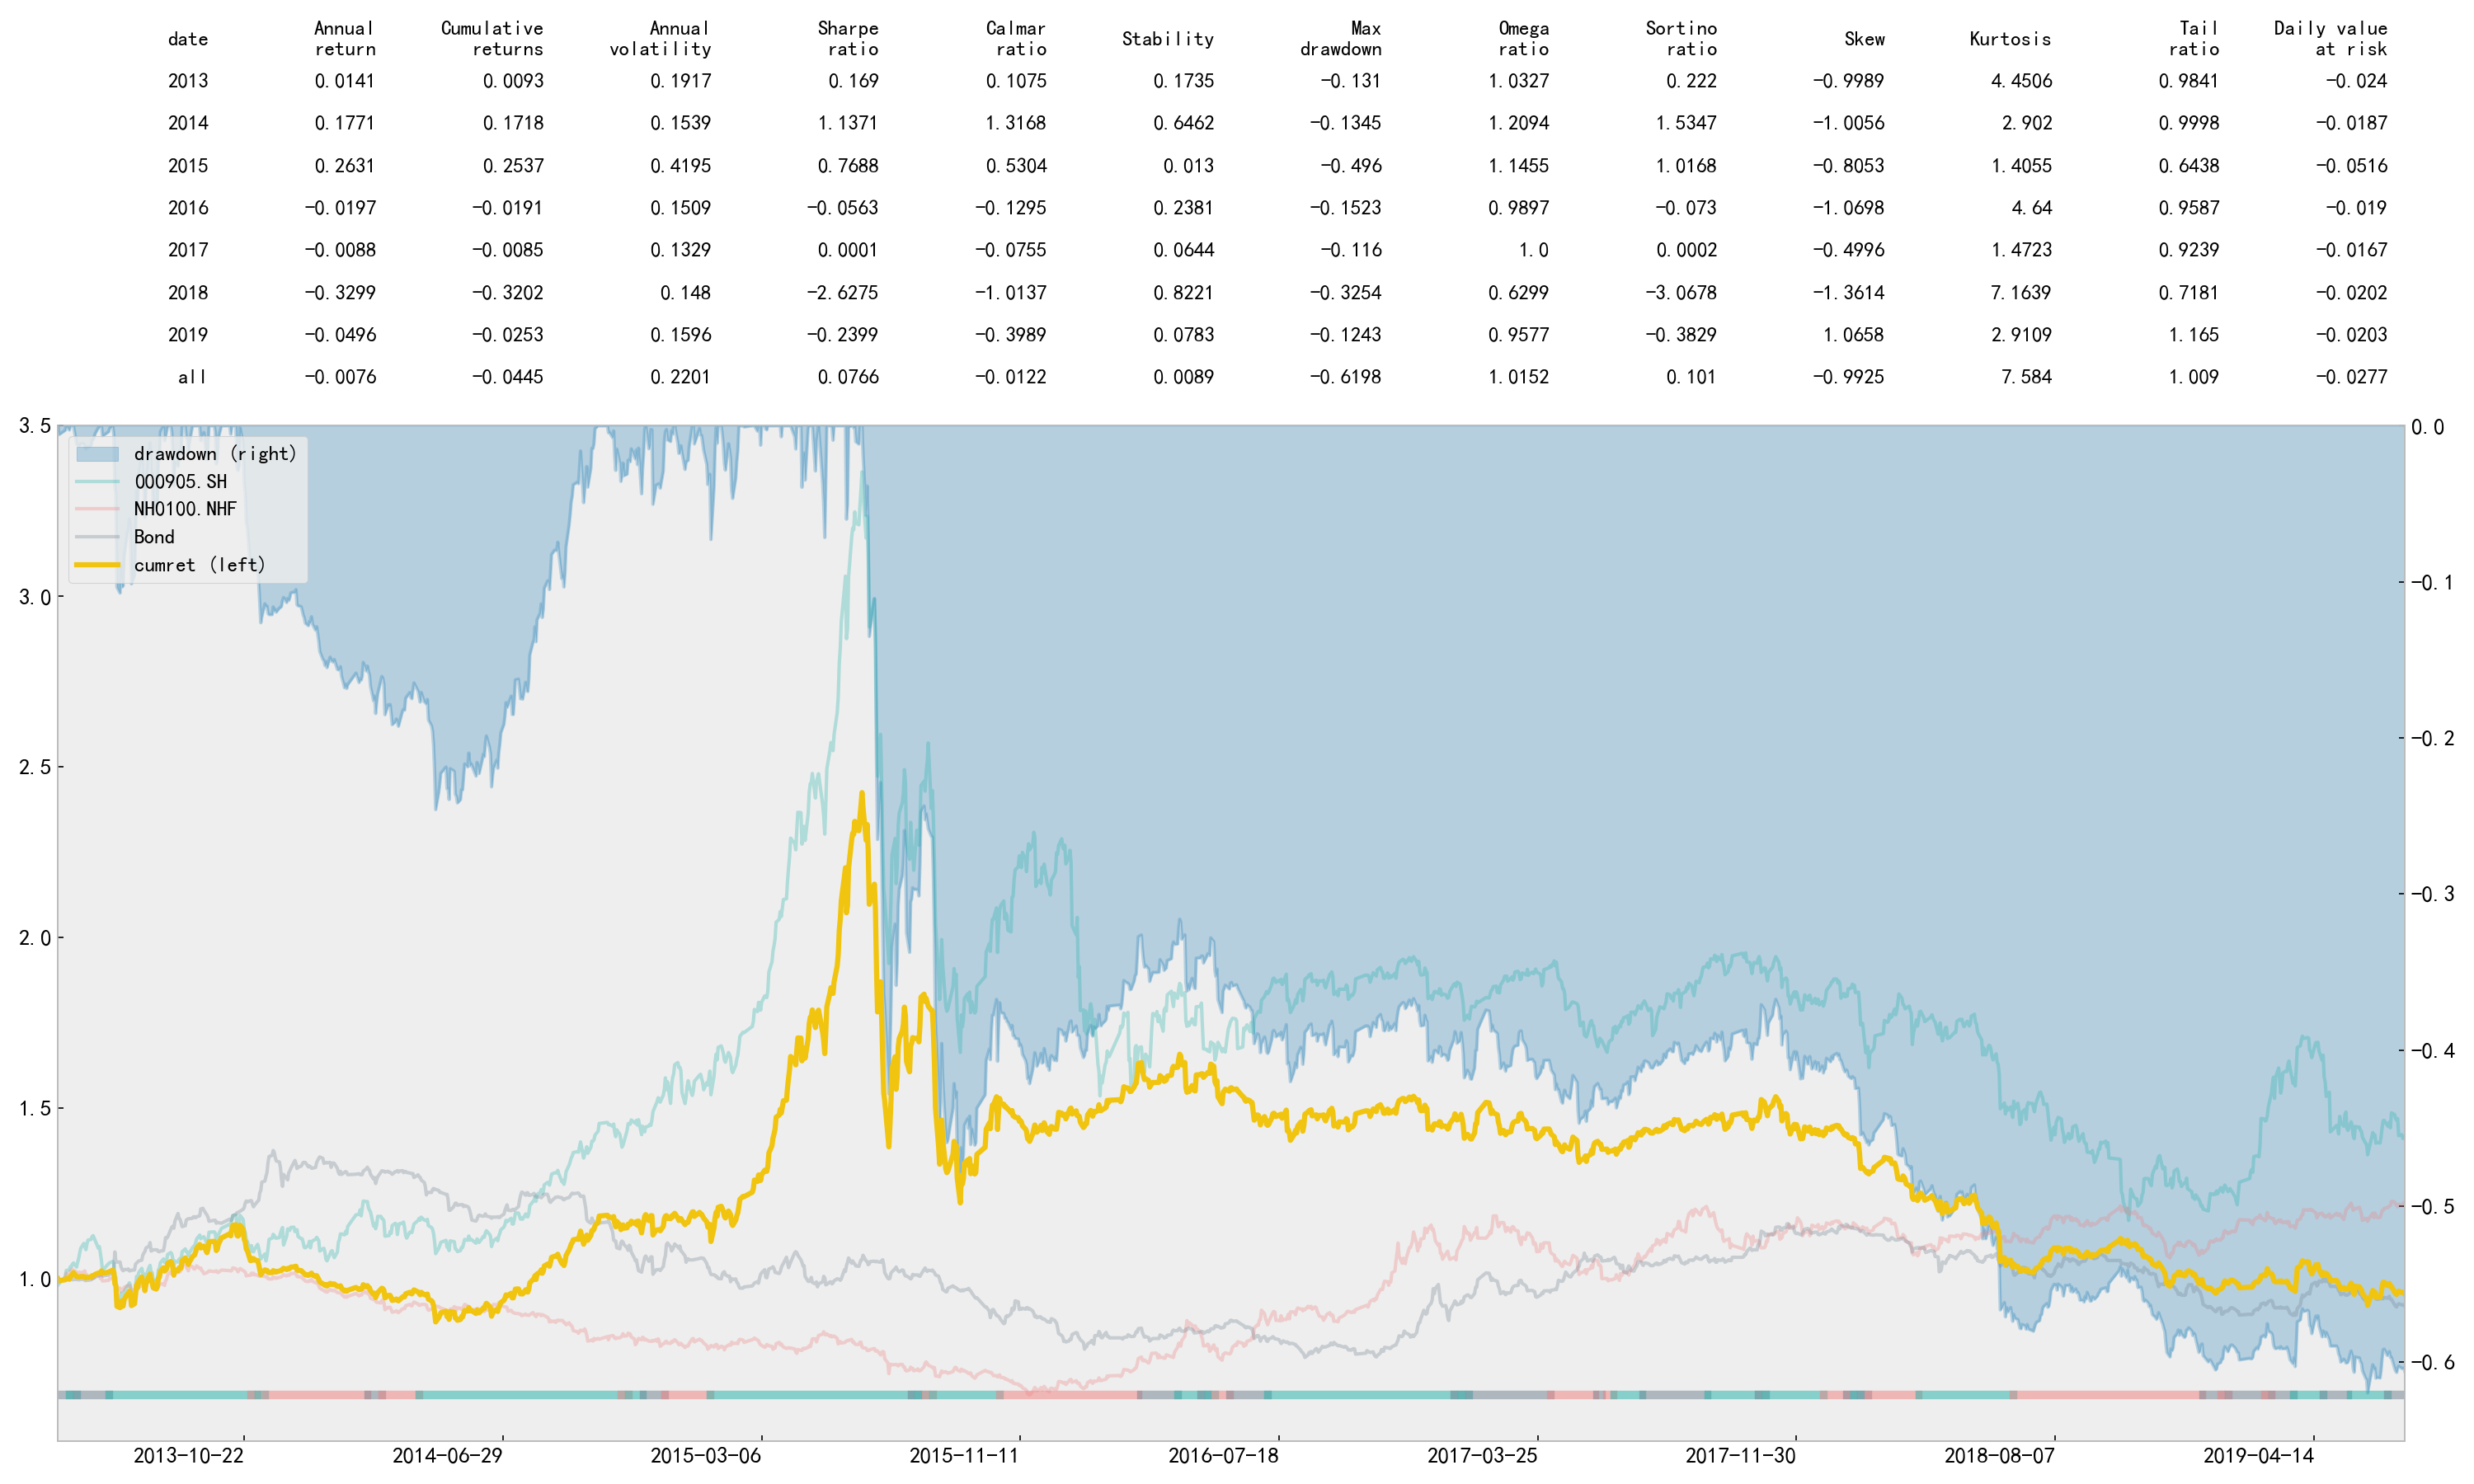 date Annual return Cumulative returns Annual volatility Sharpe ratio Calmar ratio Stability Max drawdown Omega ratio Sortino ratio Skew Kurtosis Tail ratio Daily value at risk
2013 0.0141 0.0093 0.1917 0.169 0.1075 0.1735 −0.131 1.0327 0.222 −0.9989 4.4506 0.9841 −0.024
2014 0.1771 0.1718 0.1539 1.1371 1.3168 0.6462 −0.1345 1.2094 1.5347 −1.0056 2.902 0.9998 −0.0187
2015 0.2631 0.2537 0.4195 0.7688 0.5304 0.013 −0.496 1.1455 1.0168 −0.8053 1.4055 0.6438 −0.0516
2016 −0.0197 −0.0191 0.1509 −0.0563 −0.1295 0.2381 −0.1523 0.9897 −0.073 −1.0698 4.64 0.9587 −0.019
2017 −0.0088 −0.0085 0.1329 0.0001 −0.0755 0.0644 −0.116 1.0 0.0002 −0.4996 1.4723 0.9239 −0.0167
2018 −0.3299 −0.3202 0.148 −2.6275 −1.0137 0.8221 −0.3254 0.6299 −3.0678 −1.3614 7.1639 0.7181 −0.0202
2019 −0.0496 −0.0253 0.1596 −0.2399 −0.3989 0.0783 −0.1243 0.9577 −0.3829 1.0658 2.9109 1.165 −0.0203
all −0.0076 −0.0445 0.2201 0.0766 −0.0122 0.0089 −0.6198 1.0152 0.101 −0.9925 7.584 1.009 −0.0277
3.5
3.0
2.5
2.0
1.5
1.0
drawdown (right)
000905.SH
NH0100.NHF
Bond
cumret (left)
0.0
−0.1
−0.2
−0.3
−0.4
−0.5
−0.6
2013−10−22 2014−06−29 2015−03−06 2015−11−11 2016−07−18 2017−03−25 2017−11−30 2018−08−07 2019−04−14